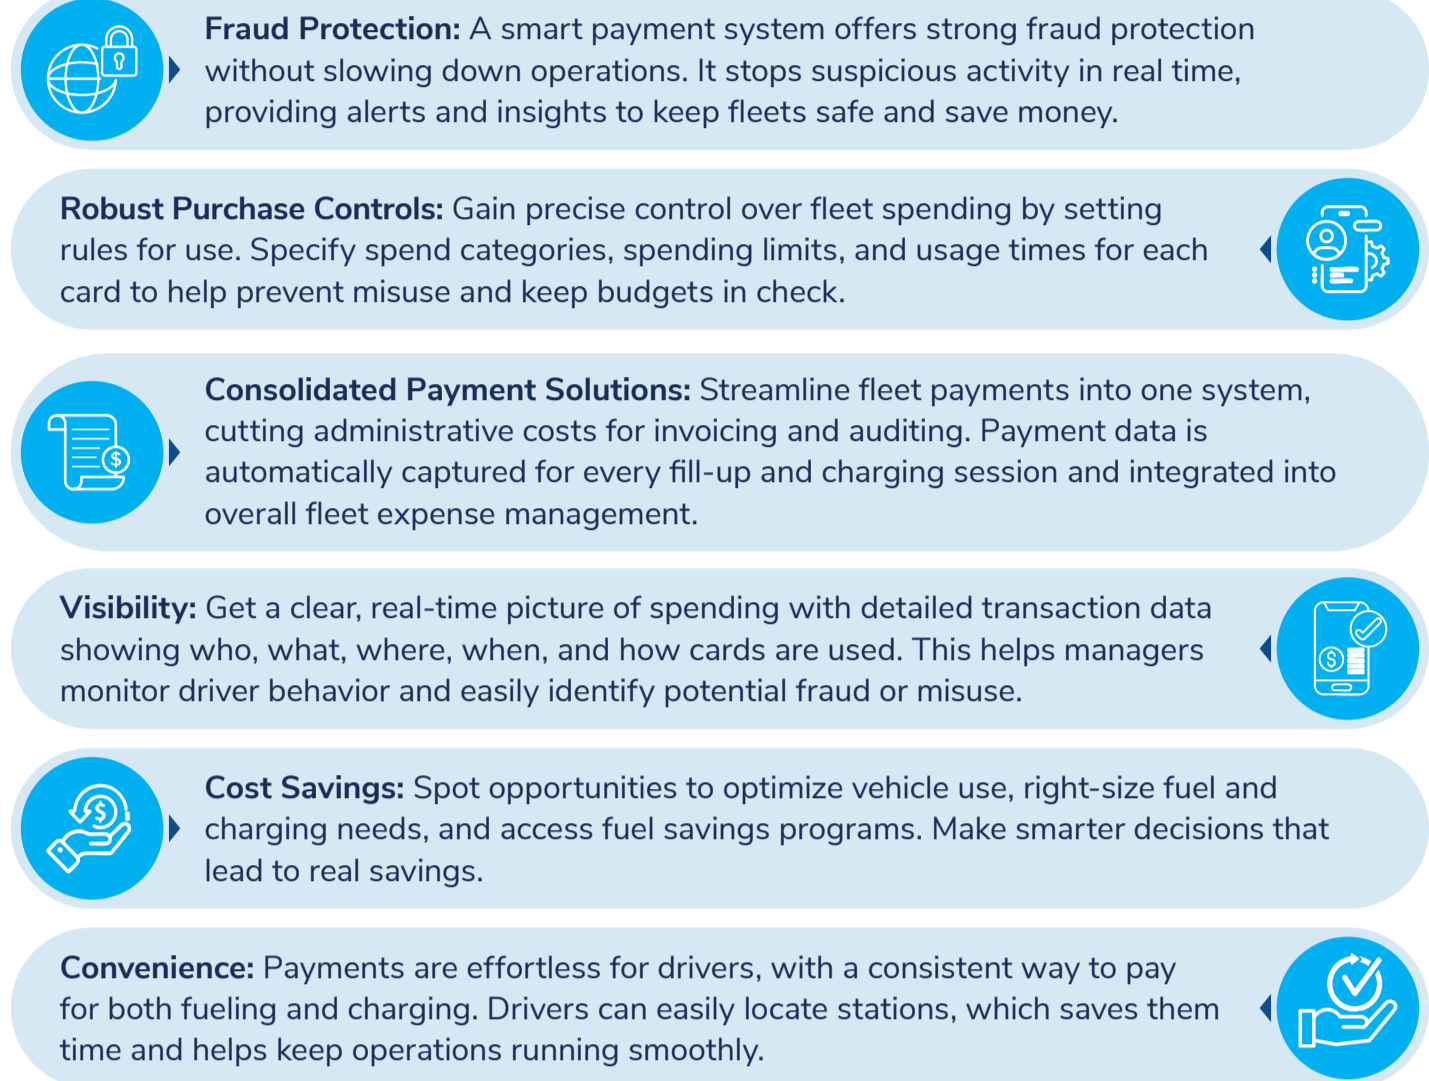 Fraud Protection: A smart payment system offers strong fraud protection
without slowing down operations. It stops suspicious activity in real time,
providing alerts and insights to keep fleets safe and save money.
Robust Purchase Controls: Gain precise control over fleet spending by setting
rules for use. Specify spend categories, spending limits, and usage times for each
card to help prevent misuse and keep budgets in check.
Consolidated Payment Solutions: Streamline fleet payments into one system,
cutting administrative costs for invoicing and auditing. Payment data is
automatically captured for every fill-up and charging session and integrated into
overall fleet expense management.
Visibility: Get a clear, real-time picture of spending with detailed transaction data
showing who, what, where, when, and how cards are used. This helps managers
monitor driver behavior and easily identify potential fraud or misuse.
Cost Savings: Spot opportunities to optimize vehicle use, right-size fuel and
charging needs, and access fuel savings programs. Make smarter decisions that
lead to real savings.
Convenience: Payments are effortless for drivers, with a consistent way to pay
for both fueling and charging. Drivers can easily locate stations, which saves them
time and helps keep operations running smoothly.